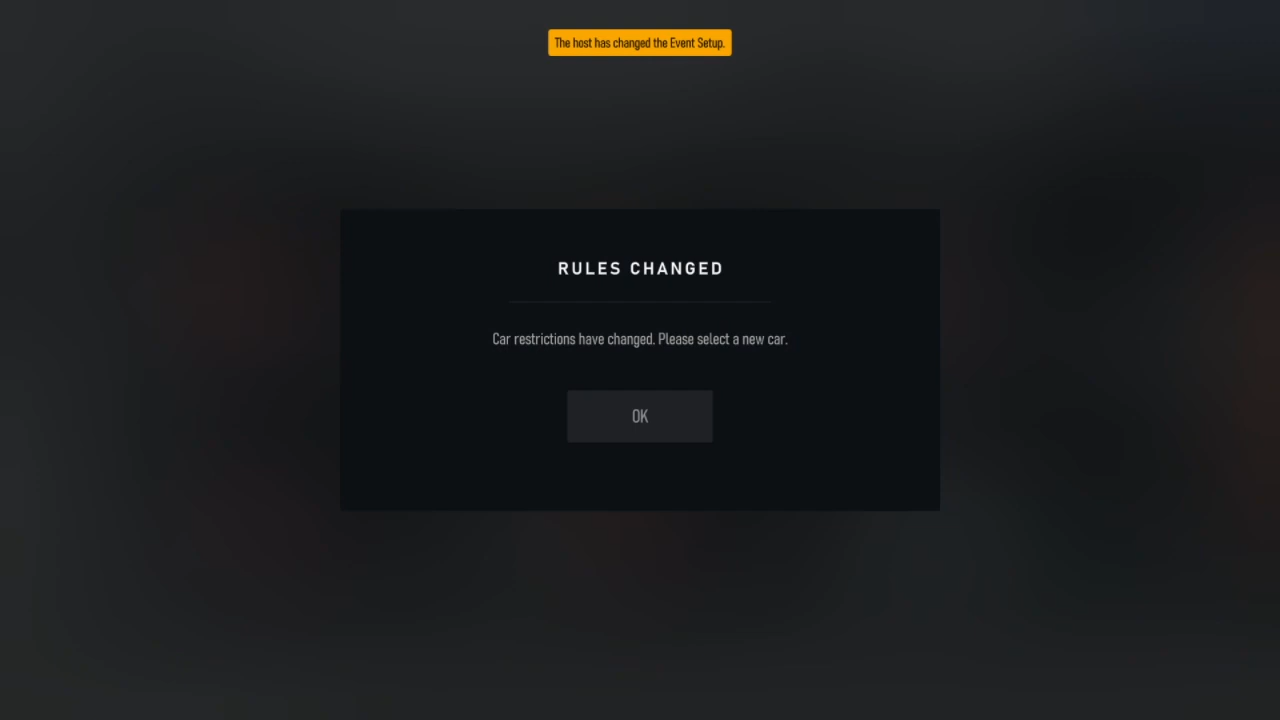 The host has changed the Event Setup.
RULES CHANGED
Car restrictions have changed. Please select a new car.
OK